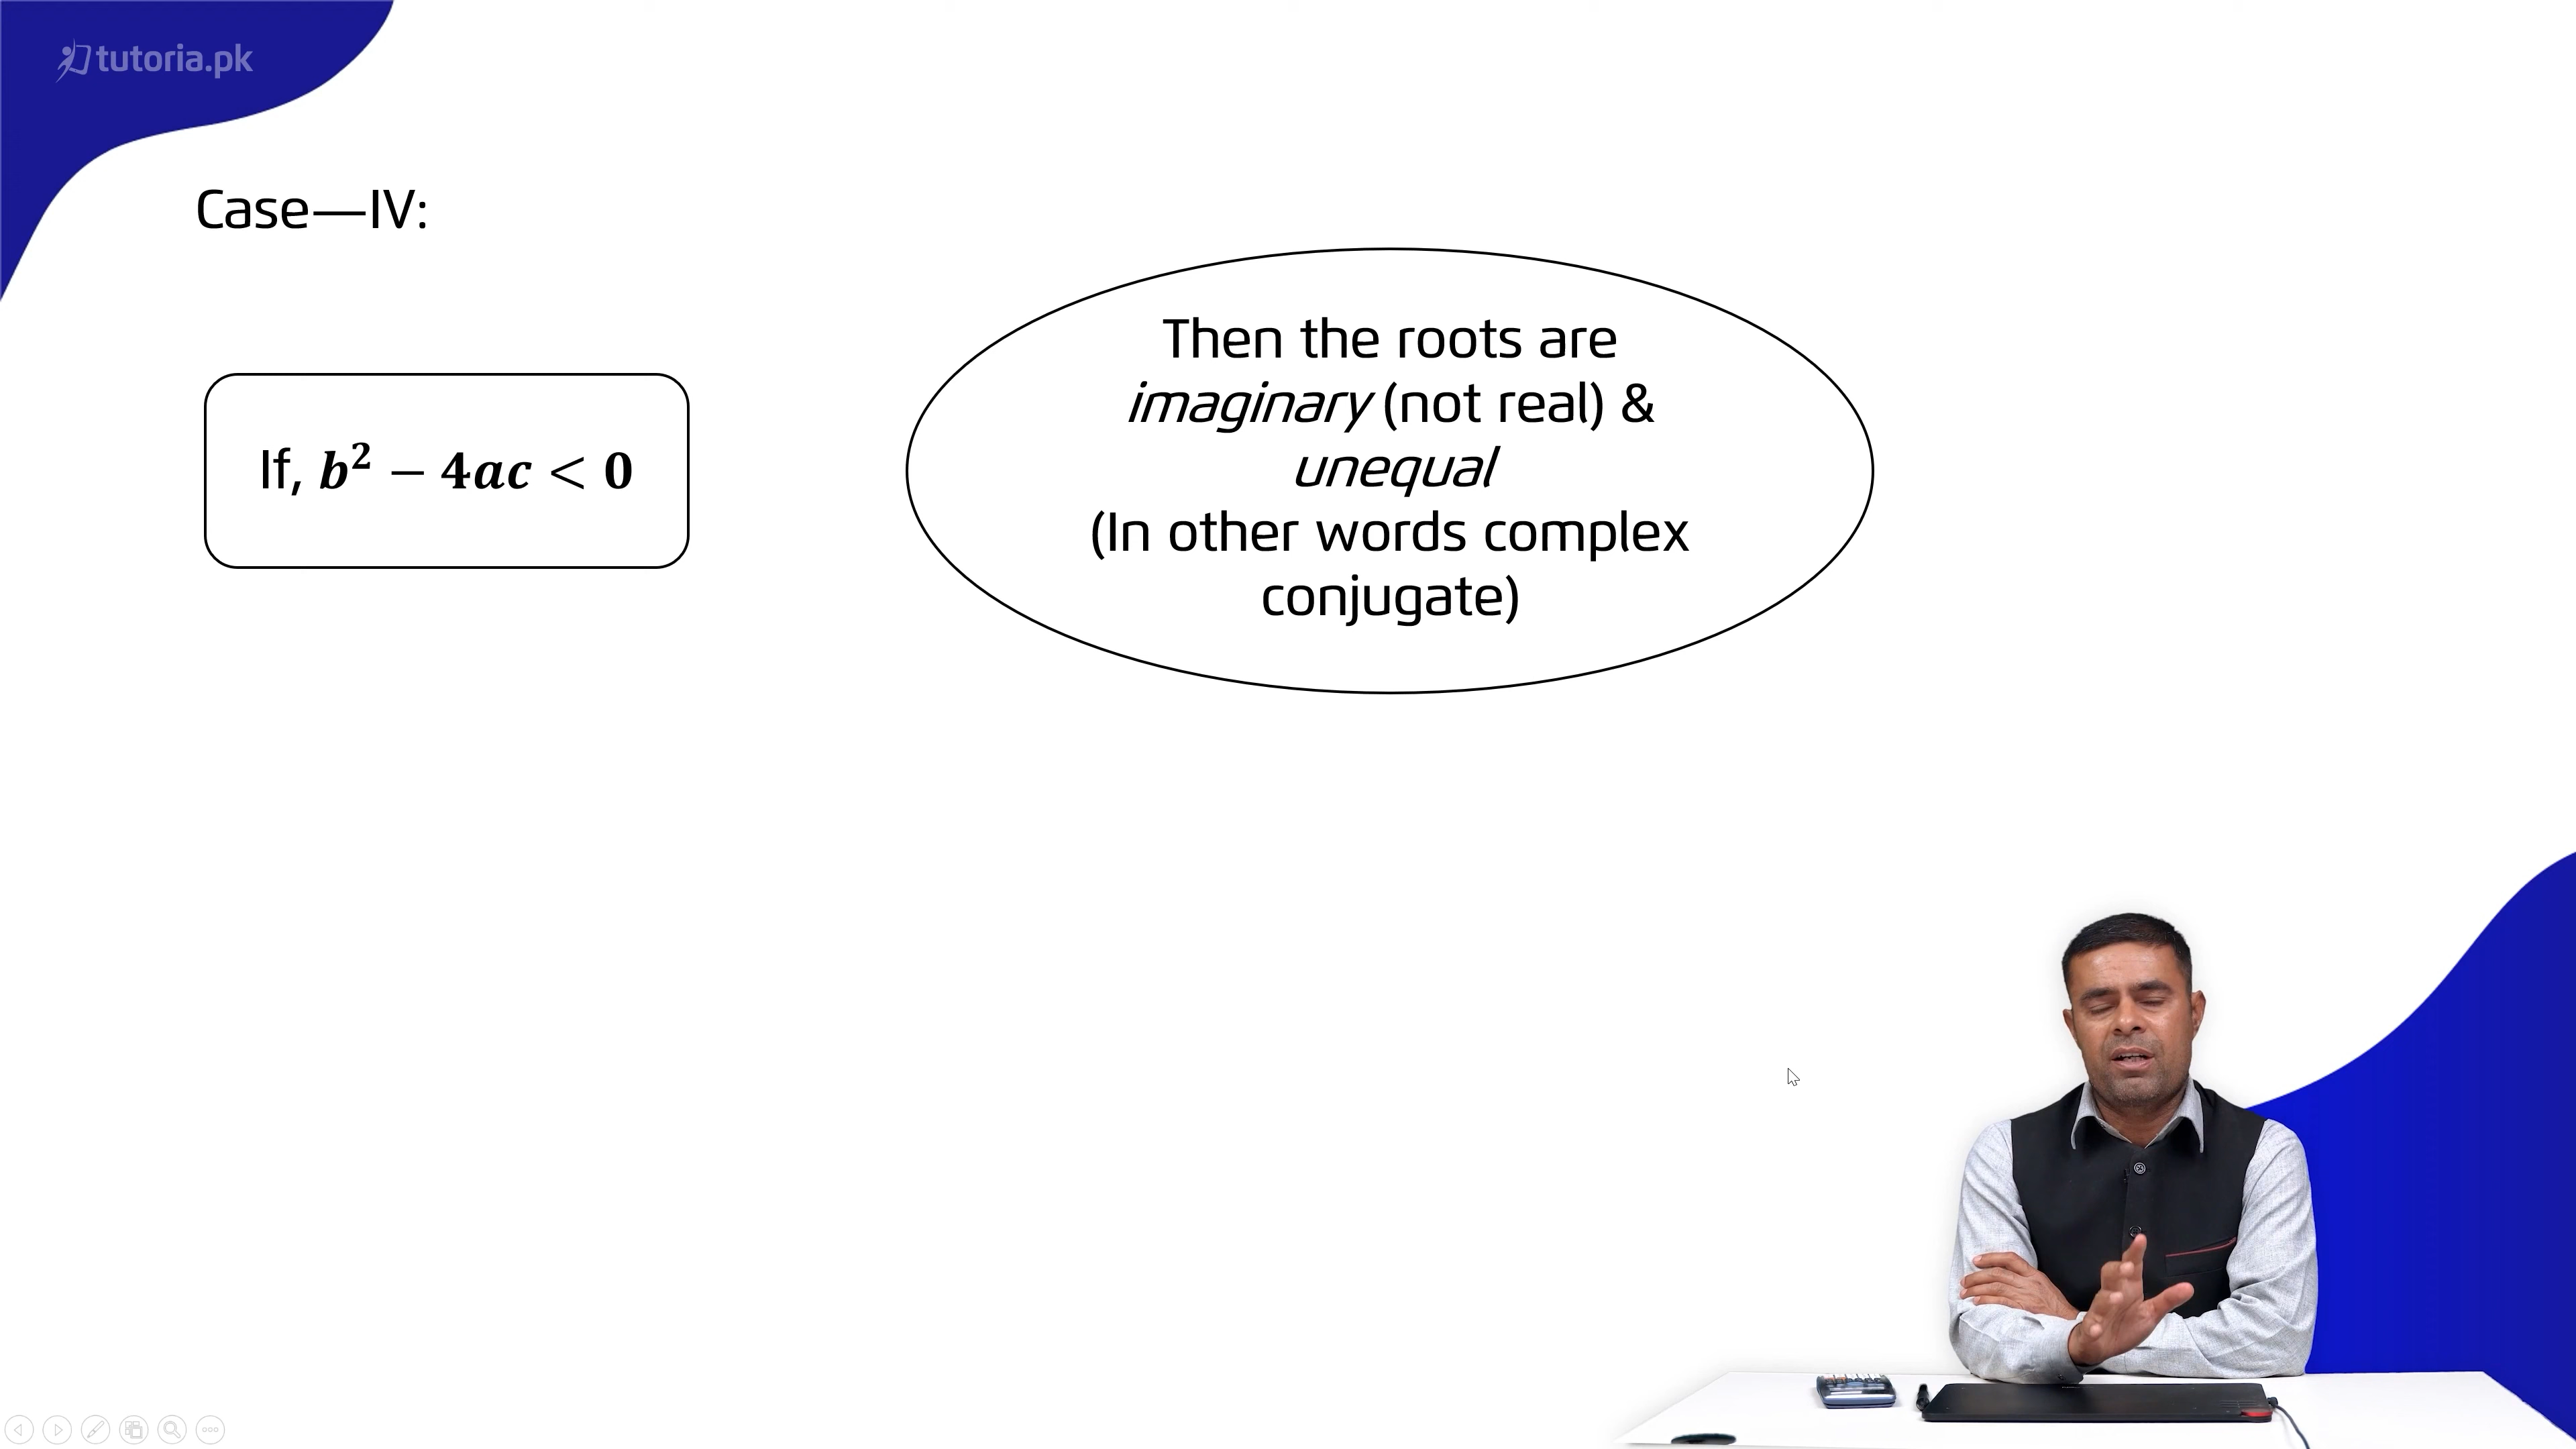 tutoria.pk
Case—IV:
If, b² − 4ac < 0
Then the roots are
imaginary (not real) &
unequal
(In other words complex
conjugate)